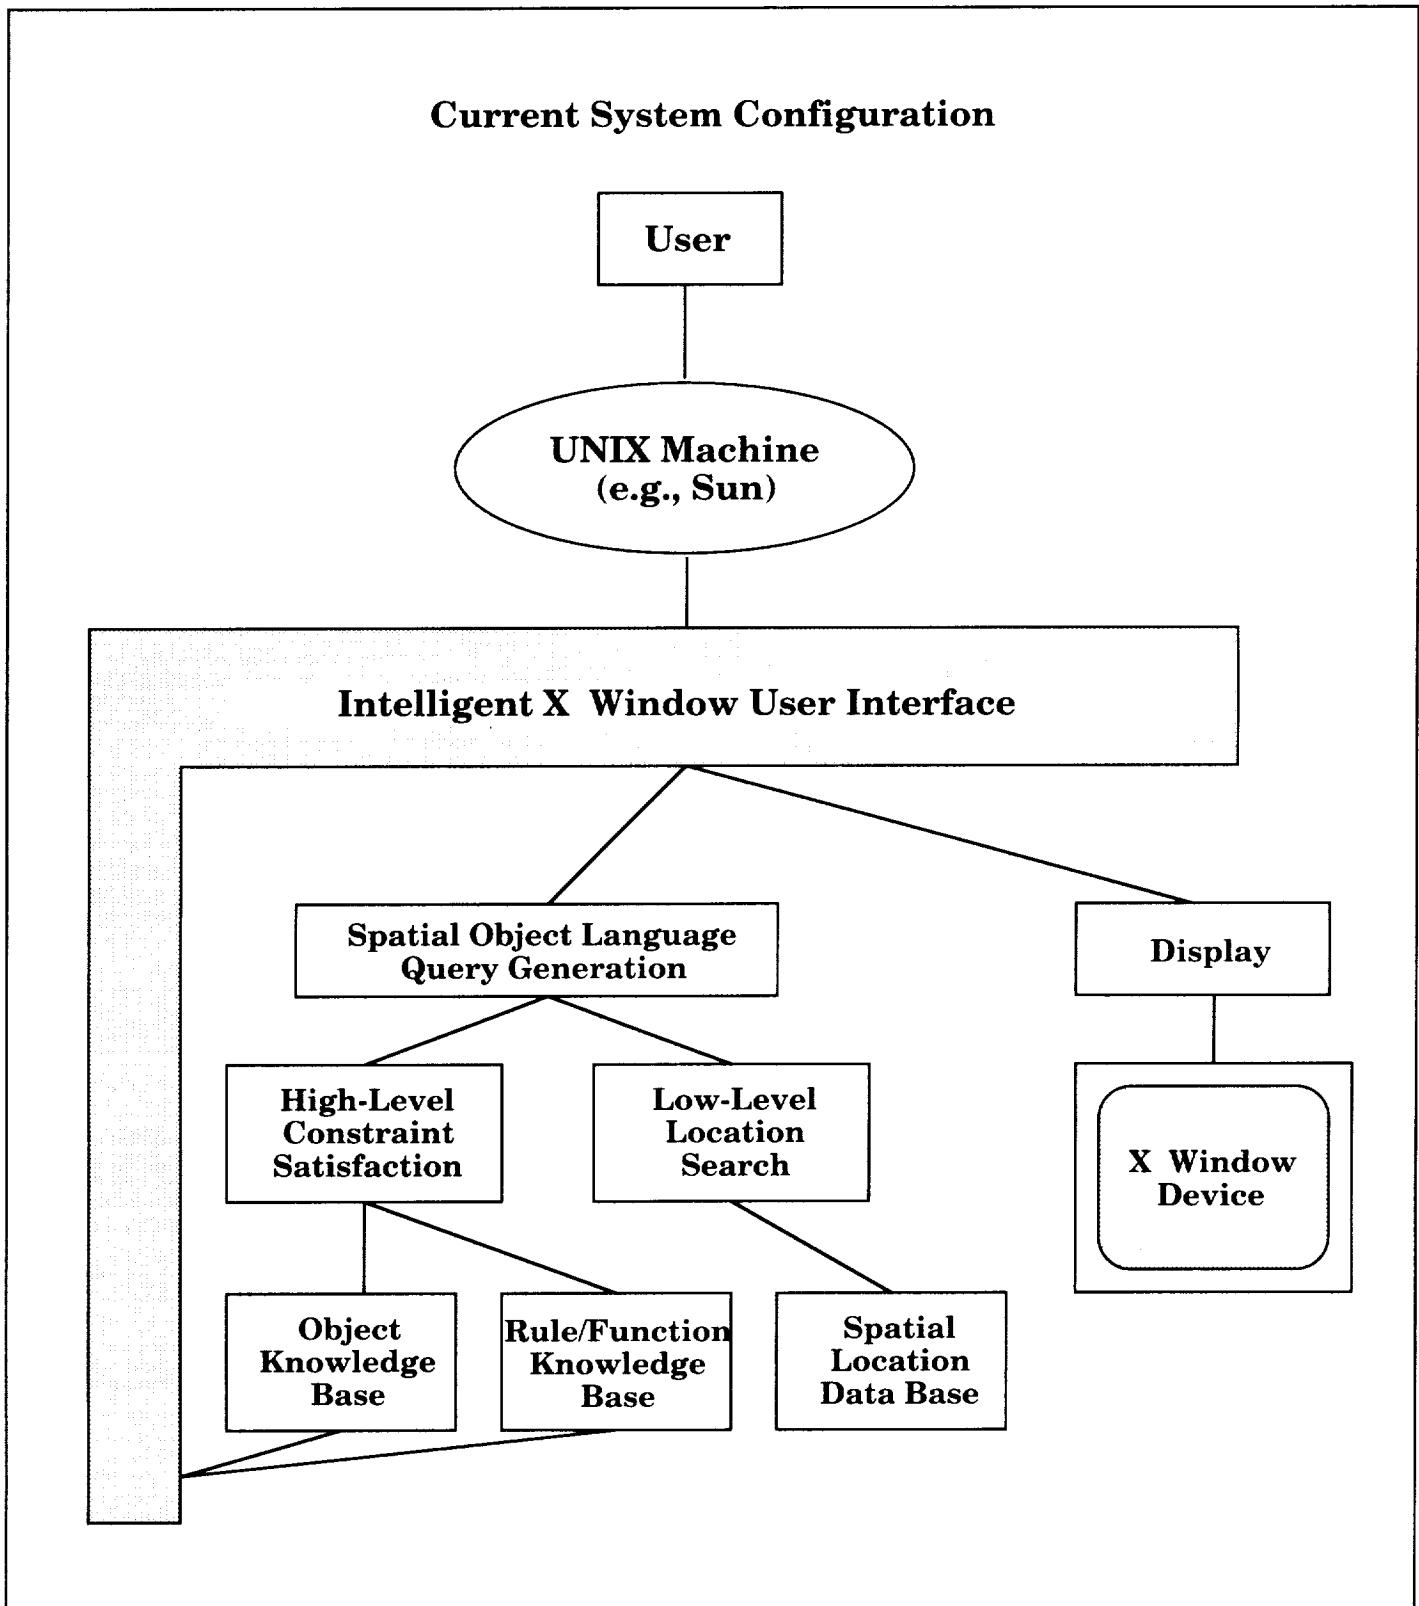 Current System Configuration
User
UNIX Machine
(e.g., Sun)
Intelligent X Window User Interface
Spatial Object Language
Query Generation
Display
High-Level
Constraint
Satisfaction
Low-Level
Location
Search
X Window
Device
Object
Knowledge
Base
Rule/Function
Knowledge
Base
Spatial
Location
Data Base